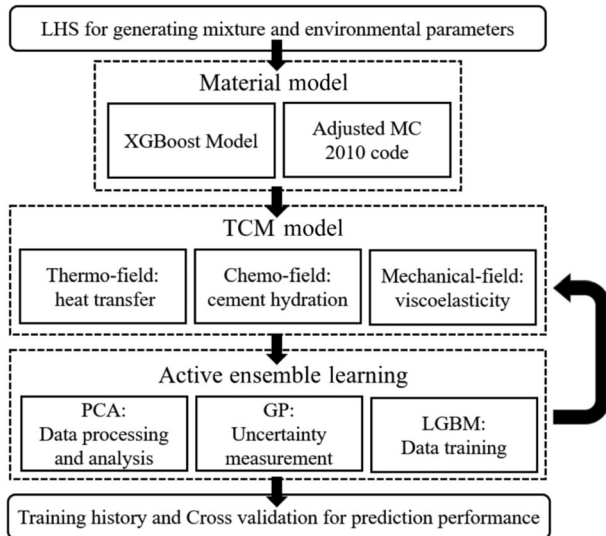 LHS for generating mixture and environmental parameters
Material model
XGBoost Model
Adjusted MC
2010 code
TCM model
Thermo-field:
heat transfer
Chemo-field:
cement hydration
Mechanical-field:
viscoelasticity
Active ensemble learning
PCA:
Data processing
and analysis
GP:
Uncertainty
measurement
LGBM:
Data training
Training history and Cross validation for prediction performance